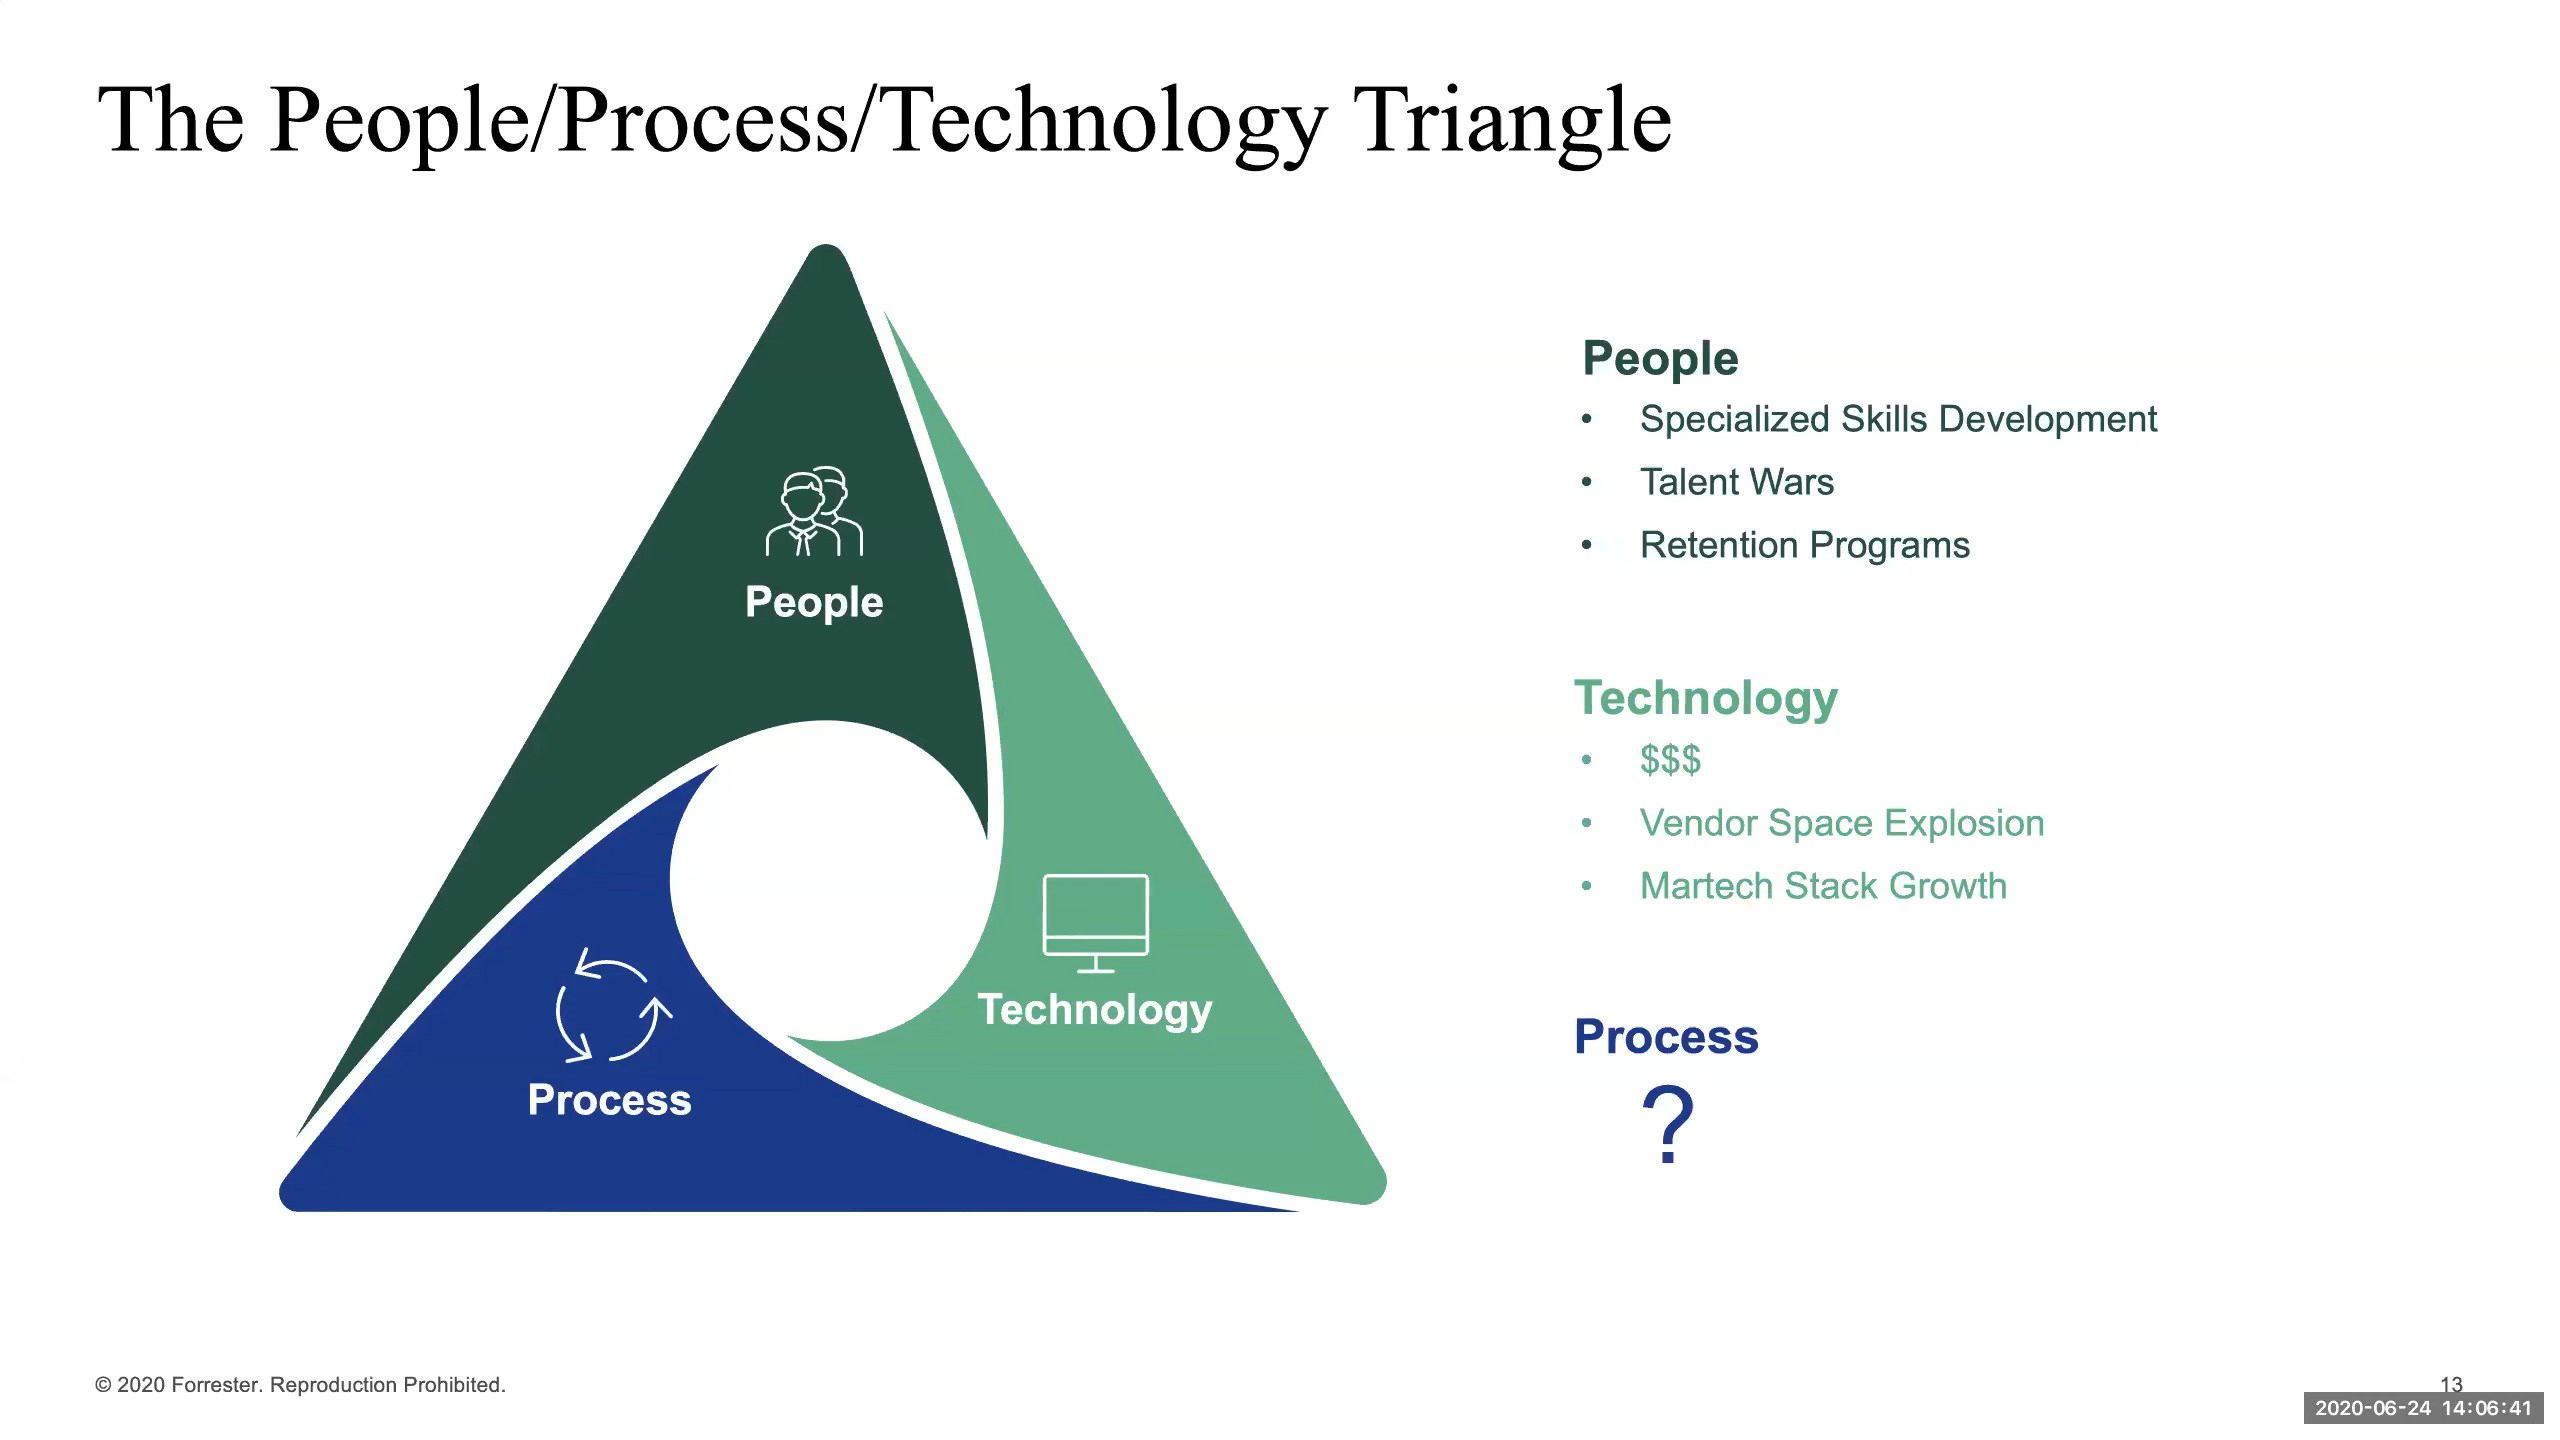 The People/Process/Technology Triangle
People
Technology
Process
People
• Specialized Skills Development
• Talent Wars
• Retention Programs
Technology
• $$$
• Vendor Space Explosion
• Martech Stack Growth
Process
?
© 2020 Forrester. Reproduction Prohibited.
13
2020-06-24 14:06:41